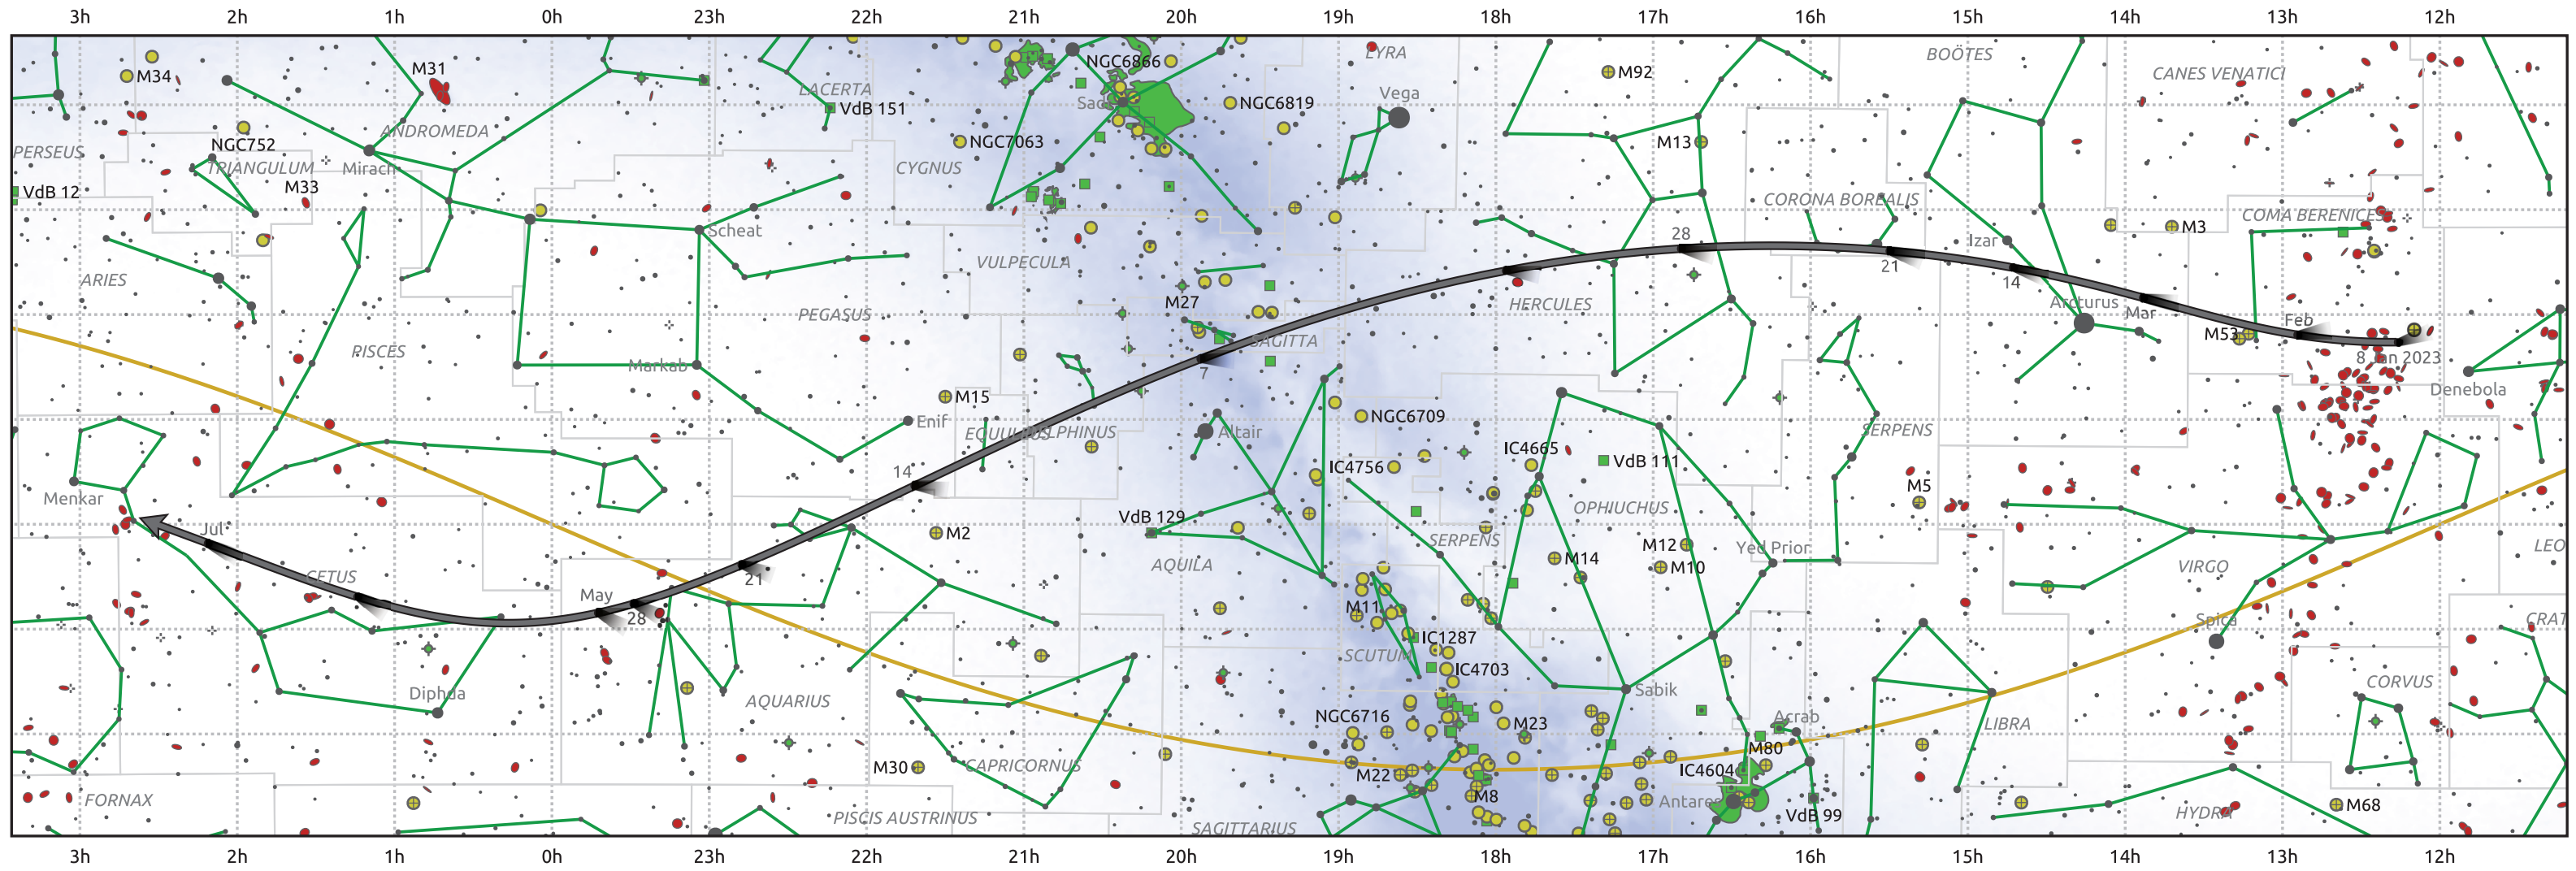 3h 2h 1h 0h 23h 22h 21h 20h 19h 18h 17h 16h 15h 14h 13h 12h
LYRA
BOÖTES
M34
M31
NGC6866
M92
CANES VENATICI
LACERTA
VdB 151
NGC6819
Vega
ANDROMEDA
NGC752
NGC7063
M13
PERSEUS
TRIANGULUM
Mirach
CYGNUS
VdB 12
M33
CORONA BOREALIS
COMA BERENICES
M3
Scheat
28
Izar
VULPECULA
21
ARIES
14
M27
HERCULES
Arcturus
Mar
PEGASUS
Feb
M53
SAGITTA
PISCES
8 Jan 2023
Markab
7
Denebola
M15
NGC6709
Enif
EQUULEUS
DELPHINUS
Altair
SERPENS
IC4665
14
IC4756
VdB 111
Menkar
M5
OPHIUCHUS
VdB 129
Jul
M2
SERPENS
M12
Yed Prior
LEO
M14
M10
AQUILA
VIRGO
CETUS
21
May
M11
28
Spica
CRAT
IC1287
SCUTUM
IC4703
CORVUS
Diphda
Sabik
AQUARIUS
NGC6716
M23
Acrab
LIBRA
M80
M30
CAPRICORNUS
M22
IC4604
FORNAX
M8
Antares
M68
PISCIS AUSTRINUS
VdB 99
HYDRA
SAGITTARIUS
3h 2h 1h 0h 23h 22h 21h 20h 19h 18h 17h 16h 15h 14h 13h 12h